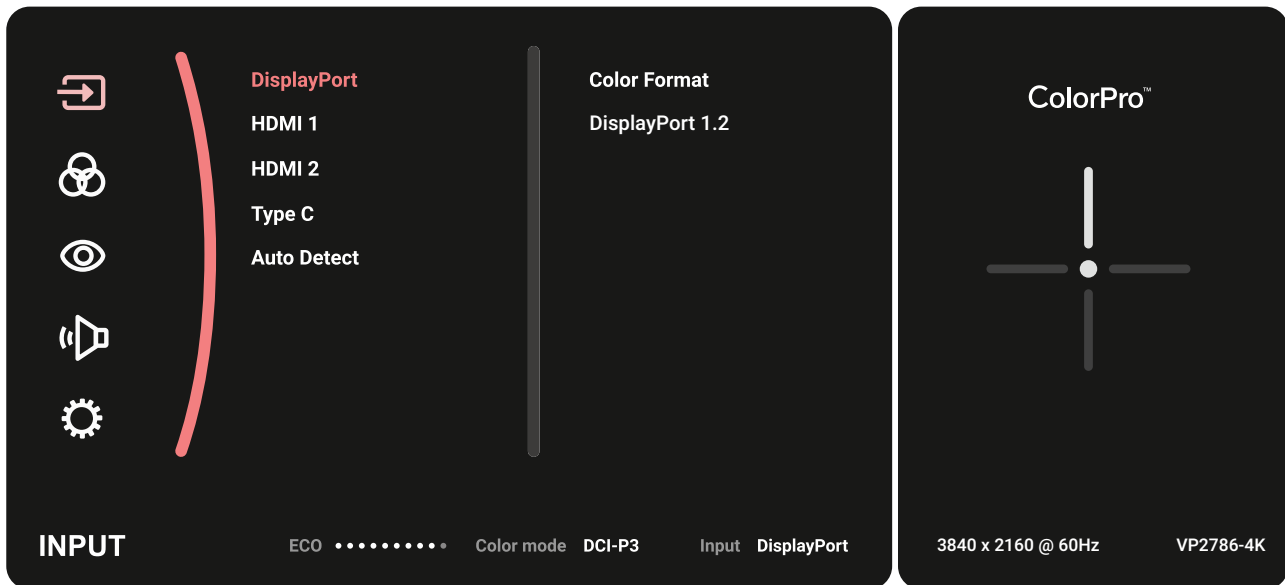 DisplayPort
HDMI 1
HDMI 2
Type C
Auto Detect
Color Format
DisplayPort 1.2
INPUT
ECO
Color mode DCI-P3
Input DisplayPort
ColorPro™
3840 x 2160 @ 60Hz
VP2786-4K